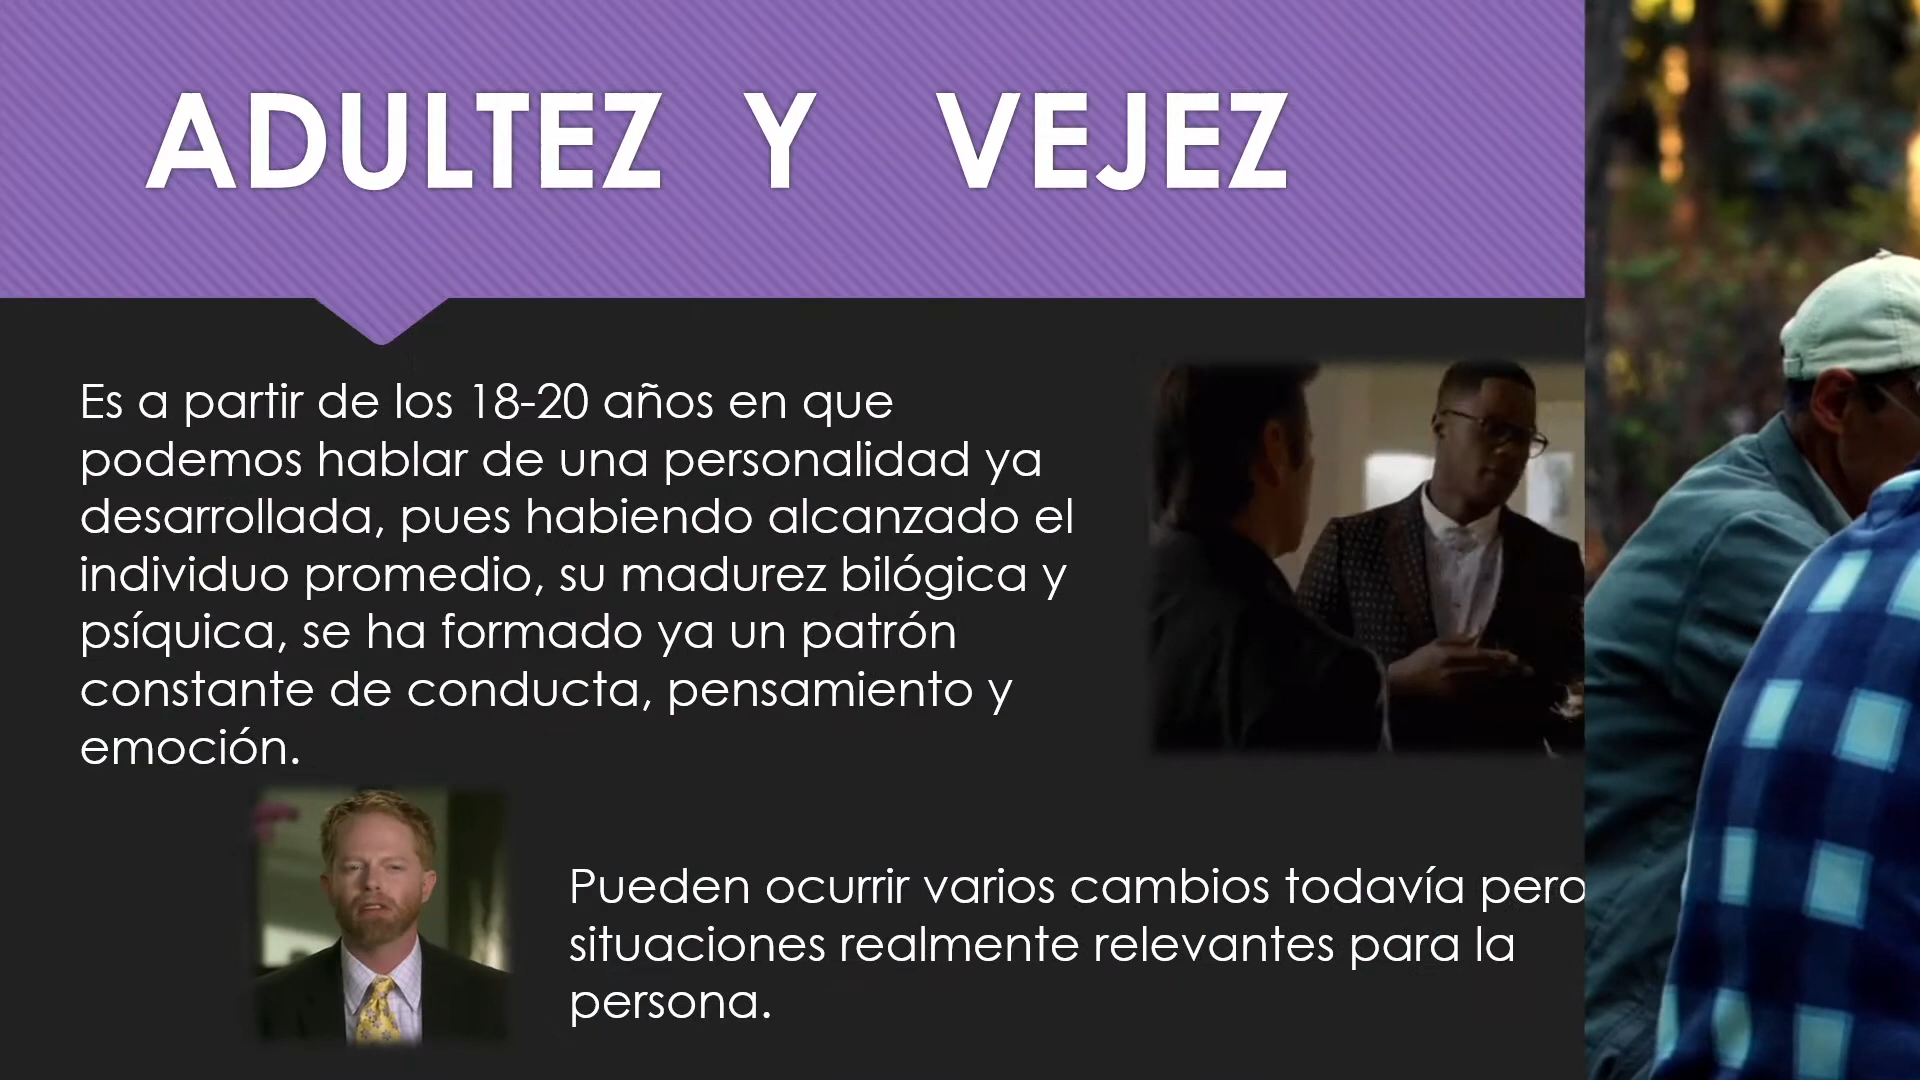 ADULTEZ Y VEJEZ
Es a partir de los 18-20 años en que
podemos hablar de una personalidad ya
desarrollada, pues habiendo alcanzado el
individuo promedio, su madurez bilógica y
psíquica, se ha formado ya un patrón
constante de conducta, pensamiento y
emoción.
Pueden ocurrir varios cambios todavía pero
situaciones realmente relevantes para la
persona.